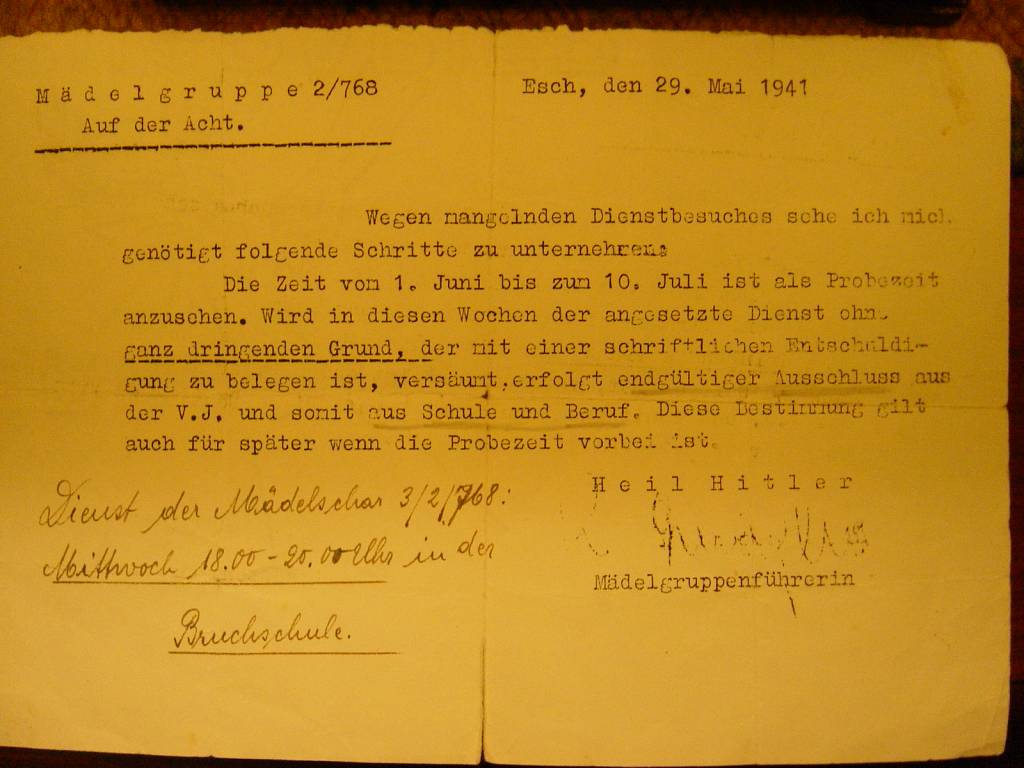 Mädelgruppe 2/768
Auf der Acht.
Esch, den 29. Mai 1941
Wegen mangelnden Dienstbesuches sehe ich mich
genötigt folgende Schritte zu unternehmen:
Die Zeit vom 1. Juni bis zum 10. Juli ist als Probezeit
anzusehen. Wird in diesen Wochen der angesetzte Dienst ohne
ganz dringenden Grund, der mit einer schriftlichen Entschuldi-
gung zu belegen ist, versäumt, erfolgt endgültiger Ausschluss aus
der V.J. und somit aus Schule und Beruf. Diese Bestimmung gilt
auch für später wenn die Probezeit vorbei ist.
Heil Hitler
Mädelgruppenführerin
Dienst der Mädelschar 3/2/768:
Mittwoch 18.00 - 20.00 Uhr in der
Bruchschule.